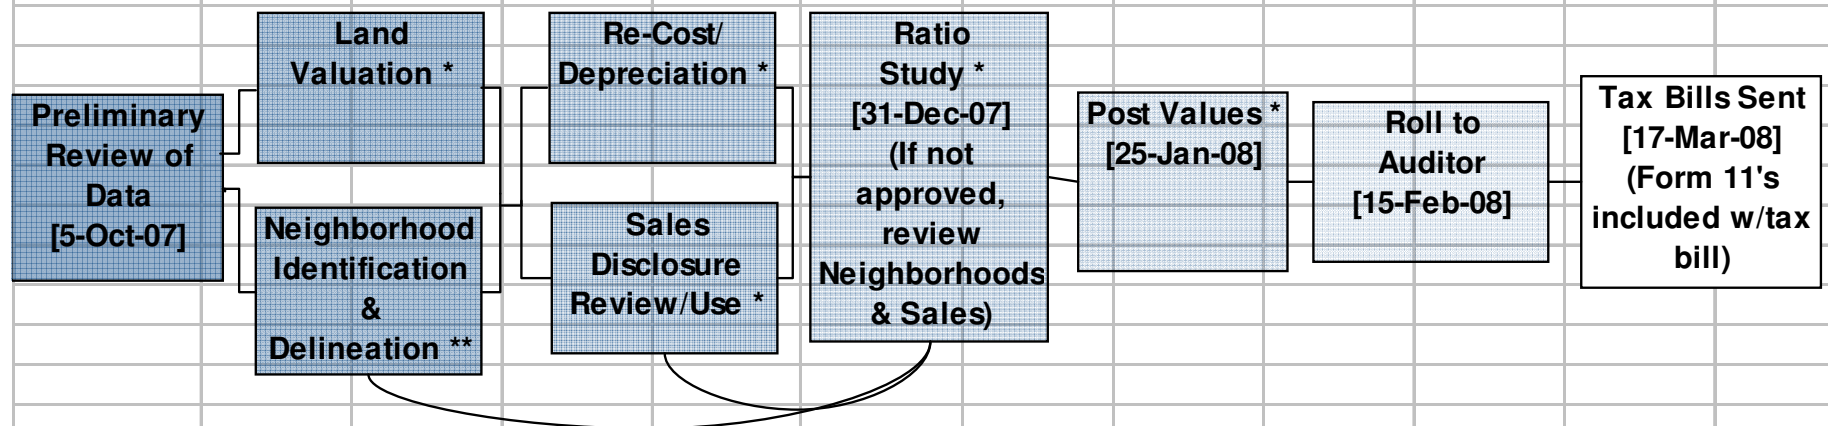 Preliminary
Review of
Data
[5-Oct-07]
Land
Valuation *
Neighborhood
Identification
&
Delineation **
Re-Cost/
Depreciation *
Sales
Disclosure
Review/Use *
Ratio
Study *
[31-Dec-07]
(If not
approved,
review
Neighborhoods
& Sales)
Post Values *
[25-Jan-08]
Roll to
Auditor
[15-Feb-08]
Tax Bills Sent
[17-Mar-08]
(Form 11's
included w/tax
bill)